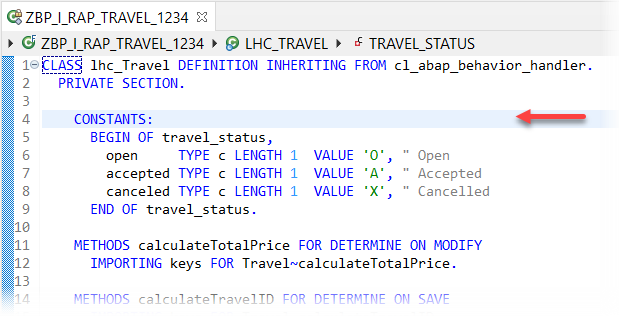 ZBP_I_RAP_TRAVEL_1234
ZBP_I_RAP_TRAVEL_1234 LHC_TRAVEL TRAVEL_STATUS
1 CLASS lhc_Travel DEFINITION INHERITING FROM cl_abap_behavior_handler.
2 PRIVATE SECTION.
3
4 CONSTANTS:
5 BEGIN OF travel_status,
6 open TYPE c LENGTH 1 VALUE 'O', " Open
7 accepted TYPE c LENGTH 1 VALUE 'A', " Accepted
8 canceled TYPE c LENGTH 1 VALUE 'X', " Cancelled
9 END OF travel_status.
10
11 METHODS calculateTotalPrice FOR DETERMINE ON MODIFY
12 IMPORTING keys FOR Travel~calculateTotalPrice.
13
14 METHODS calculateTravelID FOR DETERMINE ON SAVE